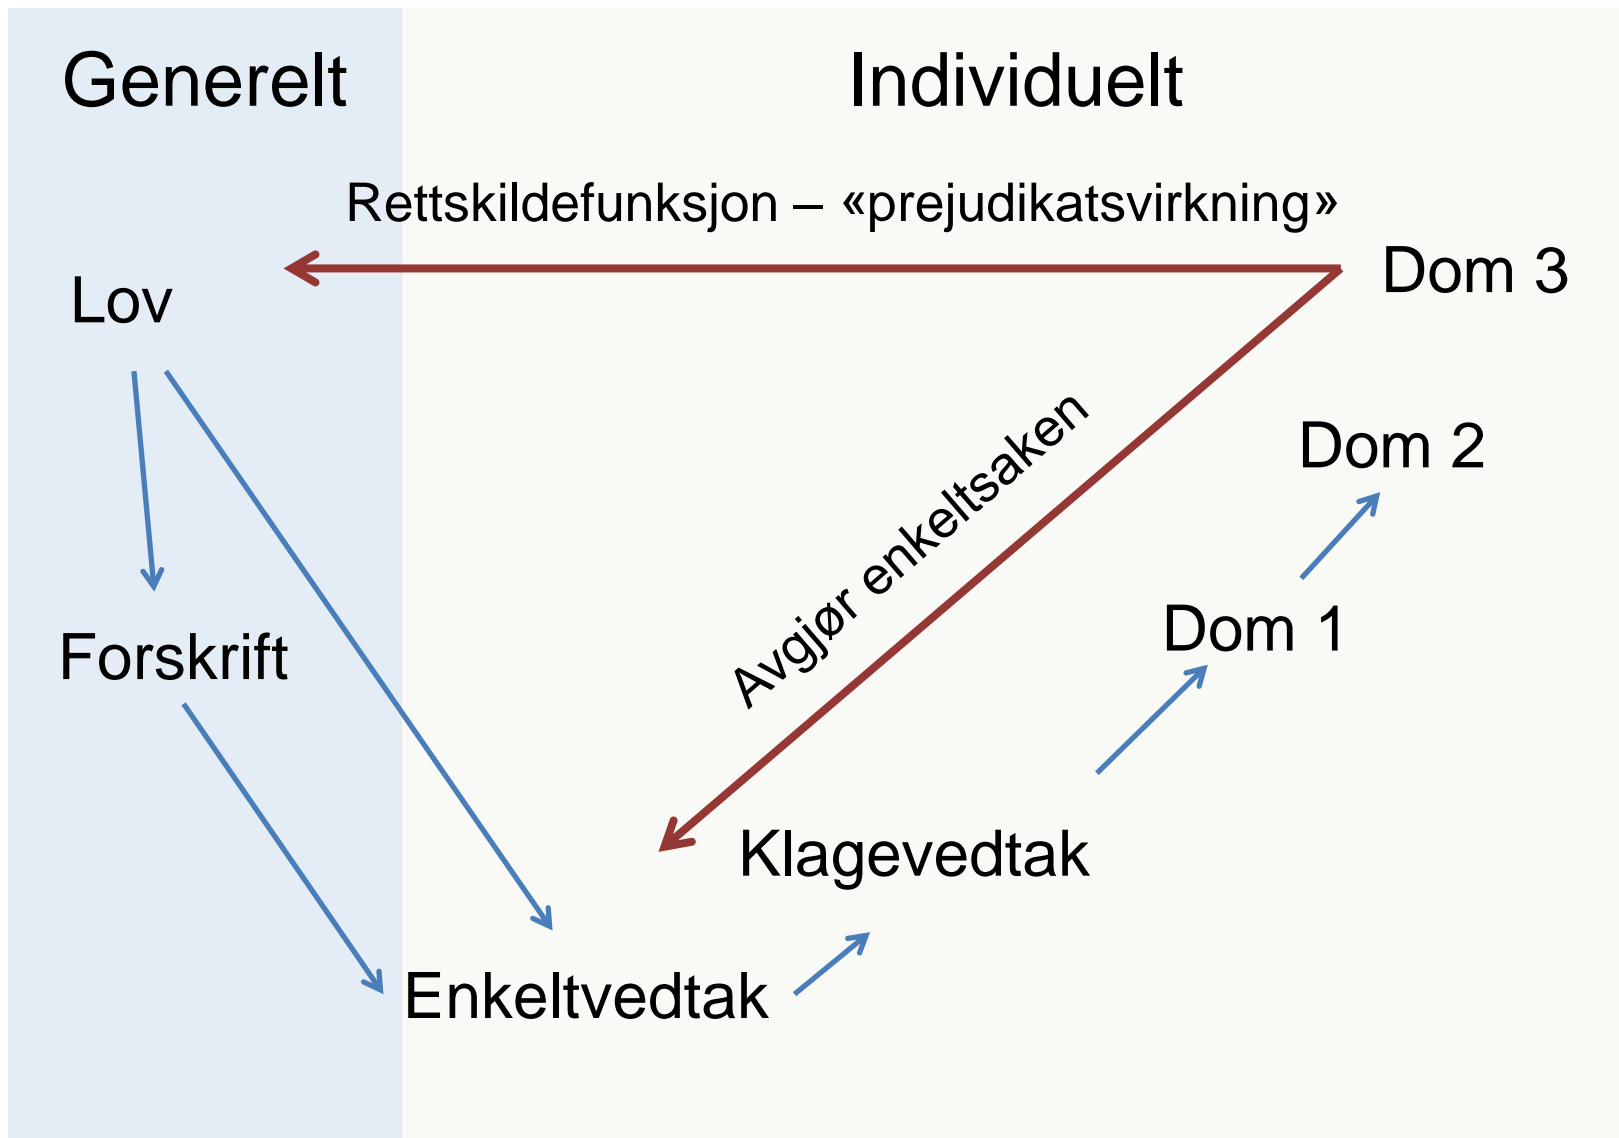 Generelt
Individuelt
Rettskildefunksjon – «prejudikatsvirkning»
Dom 3
Lov
Dom 2
Avgjør enkeltsaken
Dom 1
Forskrift
Klagevedtak
Enkeltvedtak